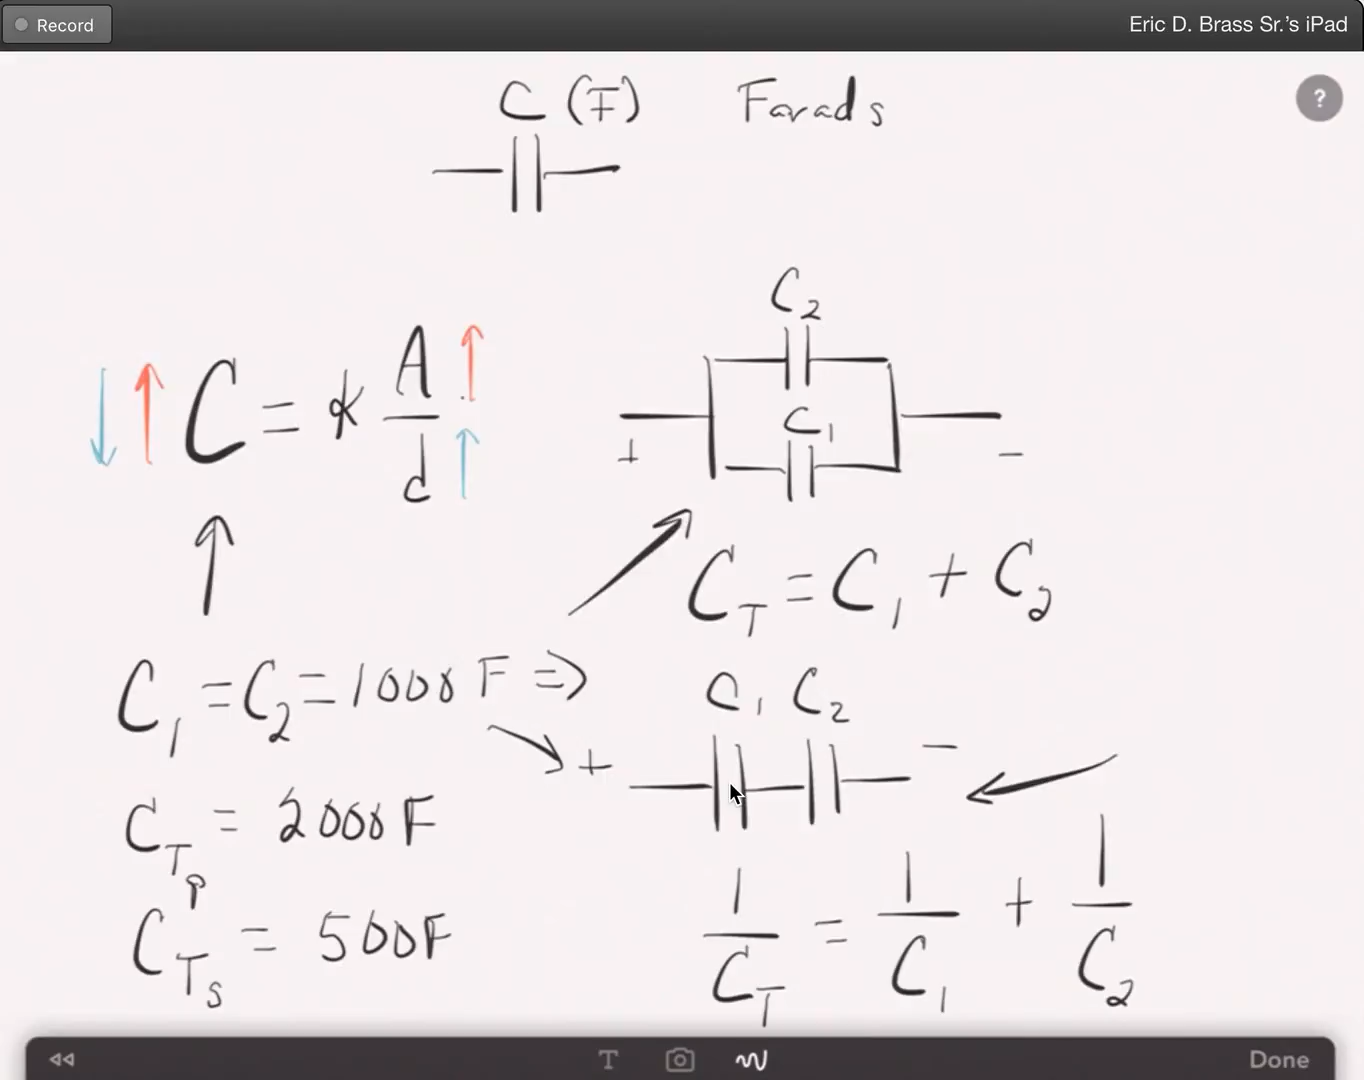 Record
Eric D. Brass Sr.'s iPad
?
C (F) Farads
C = k A/d
C2
C1
+ −
CT = C1 + C2
C1 = C2 = 1000 F ⇒
C1 C2
+ −
CTP = 2000 F
CTS = 500F
1/CT = 1/C1 + 1/C2
T
Done